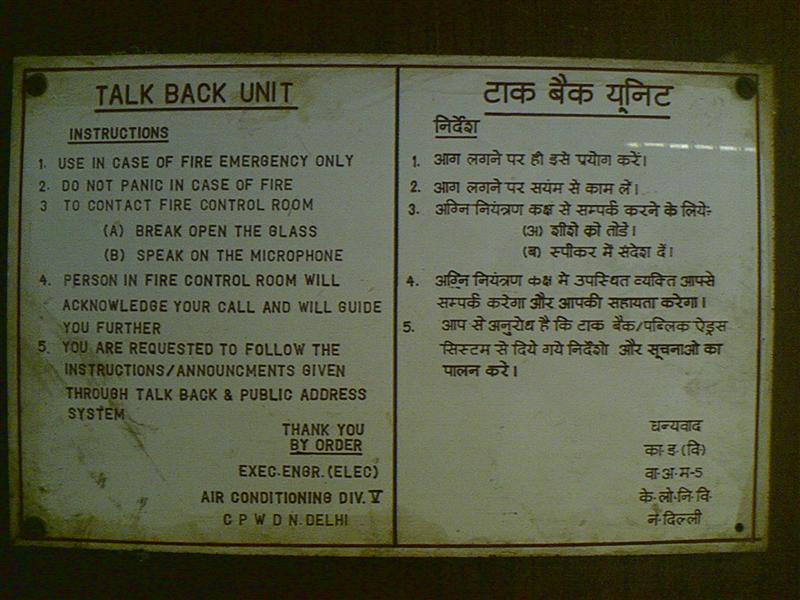 TALK BACK UNIT
INSTRUCTIONS
1. USE IN CASE OF FIRE EMERGENCY ONLY
2. DO NOT PANIC IN CASE OF FIRE
3 TO CONTACT FIRE CONTROL ROOM
(A) BREAK OPEN THE GLASS
(B) SPEAK ON THE MICROPHONE
4. PERSON IN FIRE CONTROL ROOM WILL
ACKNOWLEDGE YOUR CALL AND WILL GUIDE
YOU FURTHER
5. YOU ARE REQUESTED TO FOLLOW THE
INSTRUCTIONS/ANNOUNCMENTS GIVEN
THROUGH TALK BACK & PUBLIC ADDRESS
SYSTEM
THANK YOU
BY ORDER
EXEC.ENGR.(ELEC)
AIR CONDITIONING DIV. V
C P W D N. DELHI
टाक बैक यूनिट
निर्देश
1. आग लगने पर ही इसे प्रयोग करें।
2. आग लगने पर सयंम से काम लें।
3. अग्नि नियंत्रण कक्ष से सम्पर्क करने के लिये:-
(अ) शीशे को तोडें।
(ब) स्पीकर में संदेश दें।
4. अग्नि नियंत्रण कक्ष मे उपस्थित व्यक्ति आपसे
सम्पर्क करेगा और आपकी सहायता करेगा।
5. आप से अनुरोध है कि टाक बैक/पब्लिक ऐड्रस
सिस्टम से दिये गये निर्देशो और सूचनाओ का
पालन करे।
धन्यवाद
का·इ·(वि)
वा·अ·म-5
के·लो·नि·वि·
न· दिल्ली